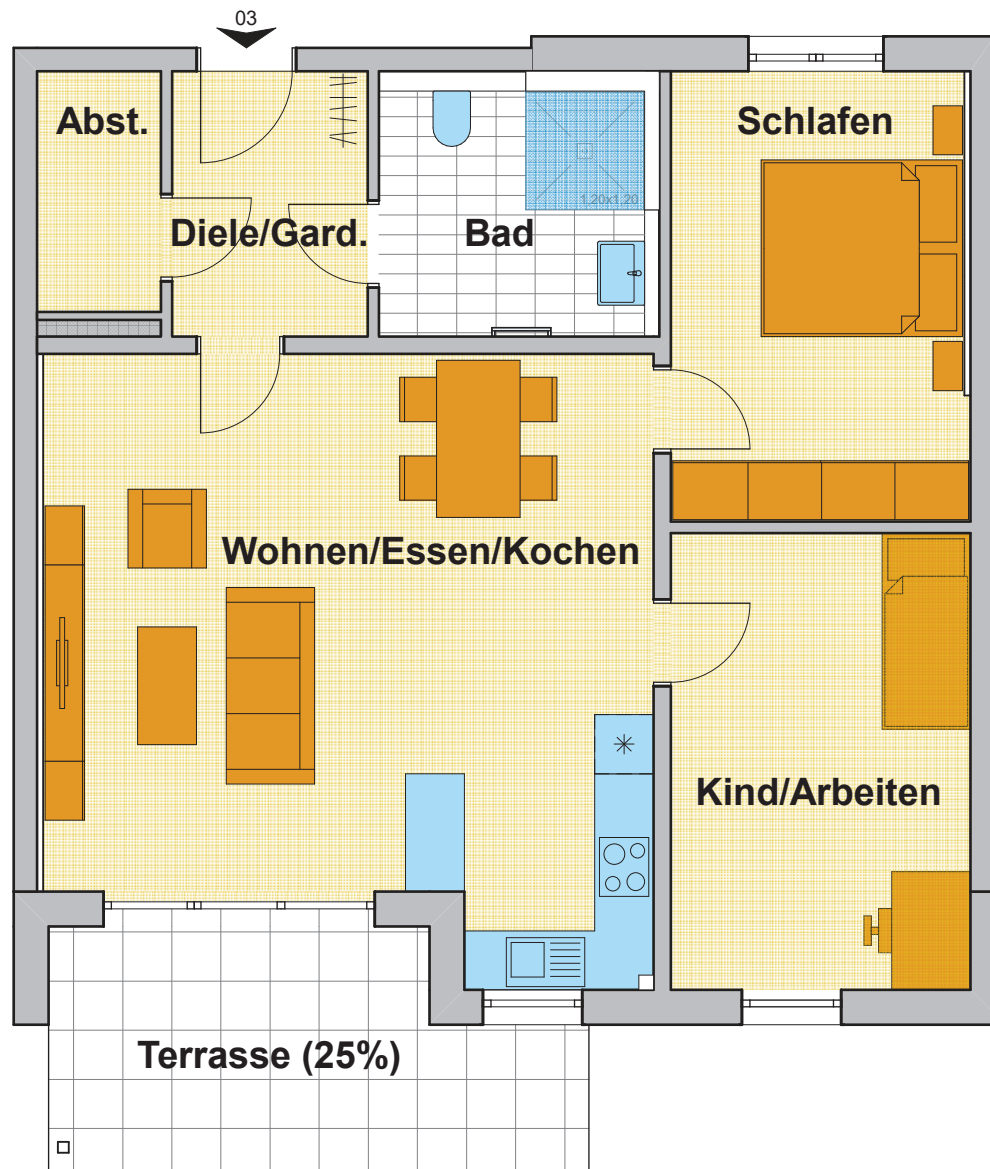 03
Abst.
Schlafen
1.20x1.20
Diele/Gard.
Bad
Wohnen/Essen/Kochen
Kind/Arbeiten
Terrasse (25%)